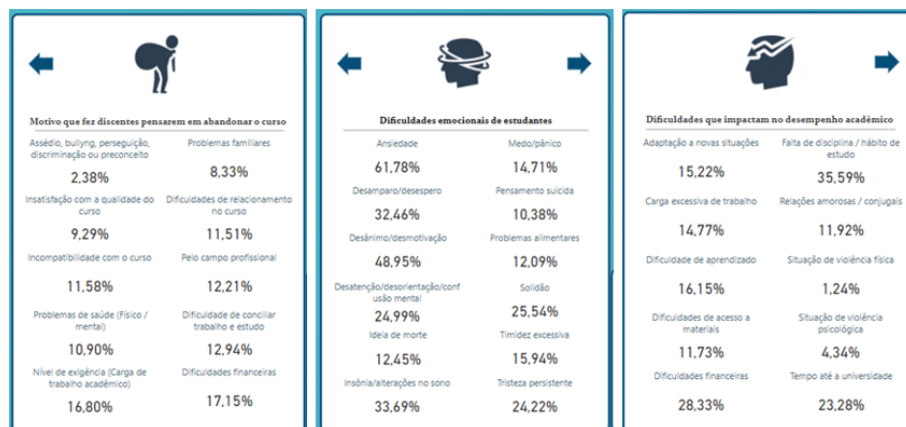 Motivo que fez discentes pensarem em abandonar o curso
Assédio, bullyng, perseguição,
discriminação ou preconceito
2,38%
Problemas familiares
8,33%
Insatisfação com a qualidade do
curso
9,29%
Dificuldades de relacionamento
no curso
11,51%
Incompatibilidade com o curso
11,58%
Pelo campo profissional
12,21%
Problemas de saúde (Físico /
mental)
10,90%
Dificuldade de conciliar
trabalho e estudo
12,94%
Nível de exigência (Carga de
trabalho acadêmico)
16,80%
Dificuldades financeiras
17,15%
Dificuldades emocionais de estudantes
Ansiedade
61,78%
Medo/pánico
14,71%
Desamparo/desespero
32,46%
Pensamento suicida
10,38%
Desânimo/desmotivação
48,95%
Problemas alimentares
12,09%
Desatenção/desorientação/conf
usão mental
24,99%
Solidão
25,54%
Ideia de morte
12,45%
Timidez excessiva
15,94%
Insônia/alterações no sono
33,69%
Tristeza persistente
24,22%
Dificuldades que impactam no desempenho acadêmico
Adaptação a novas situações
15,22%
Falta de disciplina / hábito de
estudo
35,59%
Carga excessiva de trabalho
14,77%
Relações amorosas / conjugais
11,92%
Dificuldade de aprendizado
16,15%
Situação de violência física
1,24%
Dificuldades de acesso a
materiais
11,73%
Situação de violência
psicológica
4,34%
Dificuldades financeiras
28,33%
Tempo até a universidade
23,28%